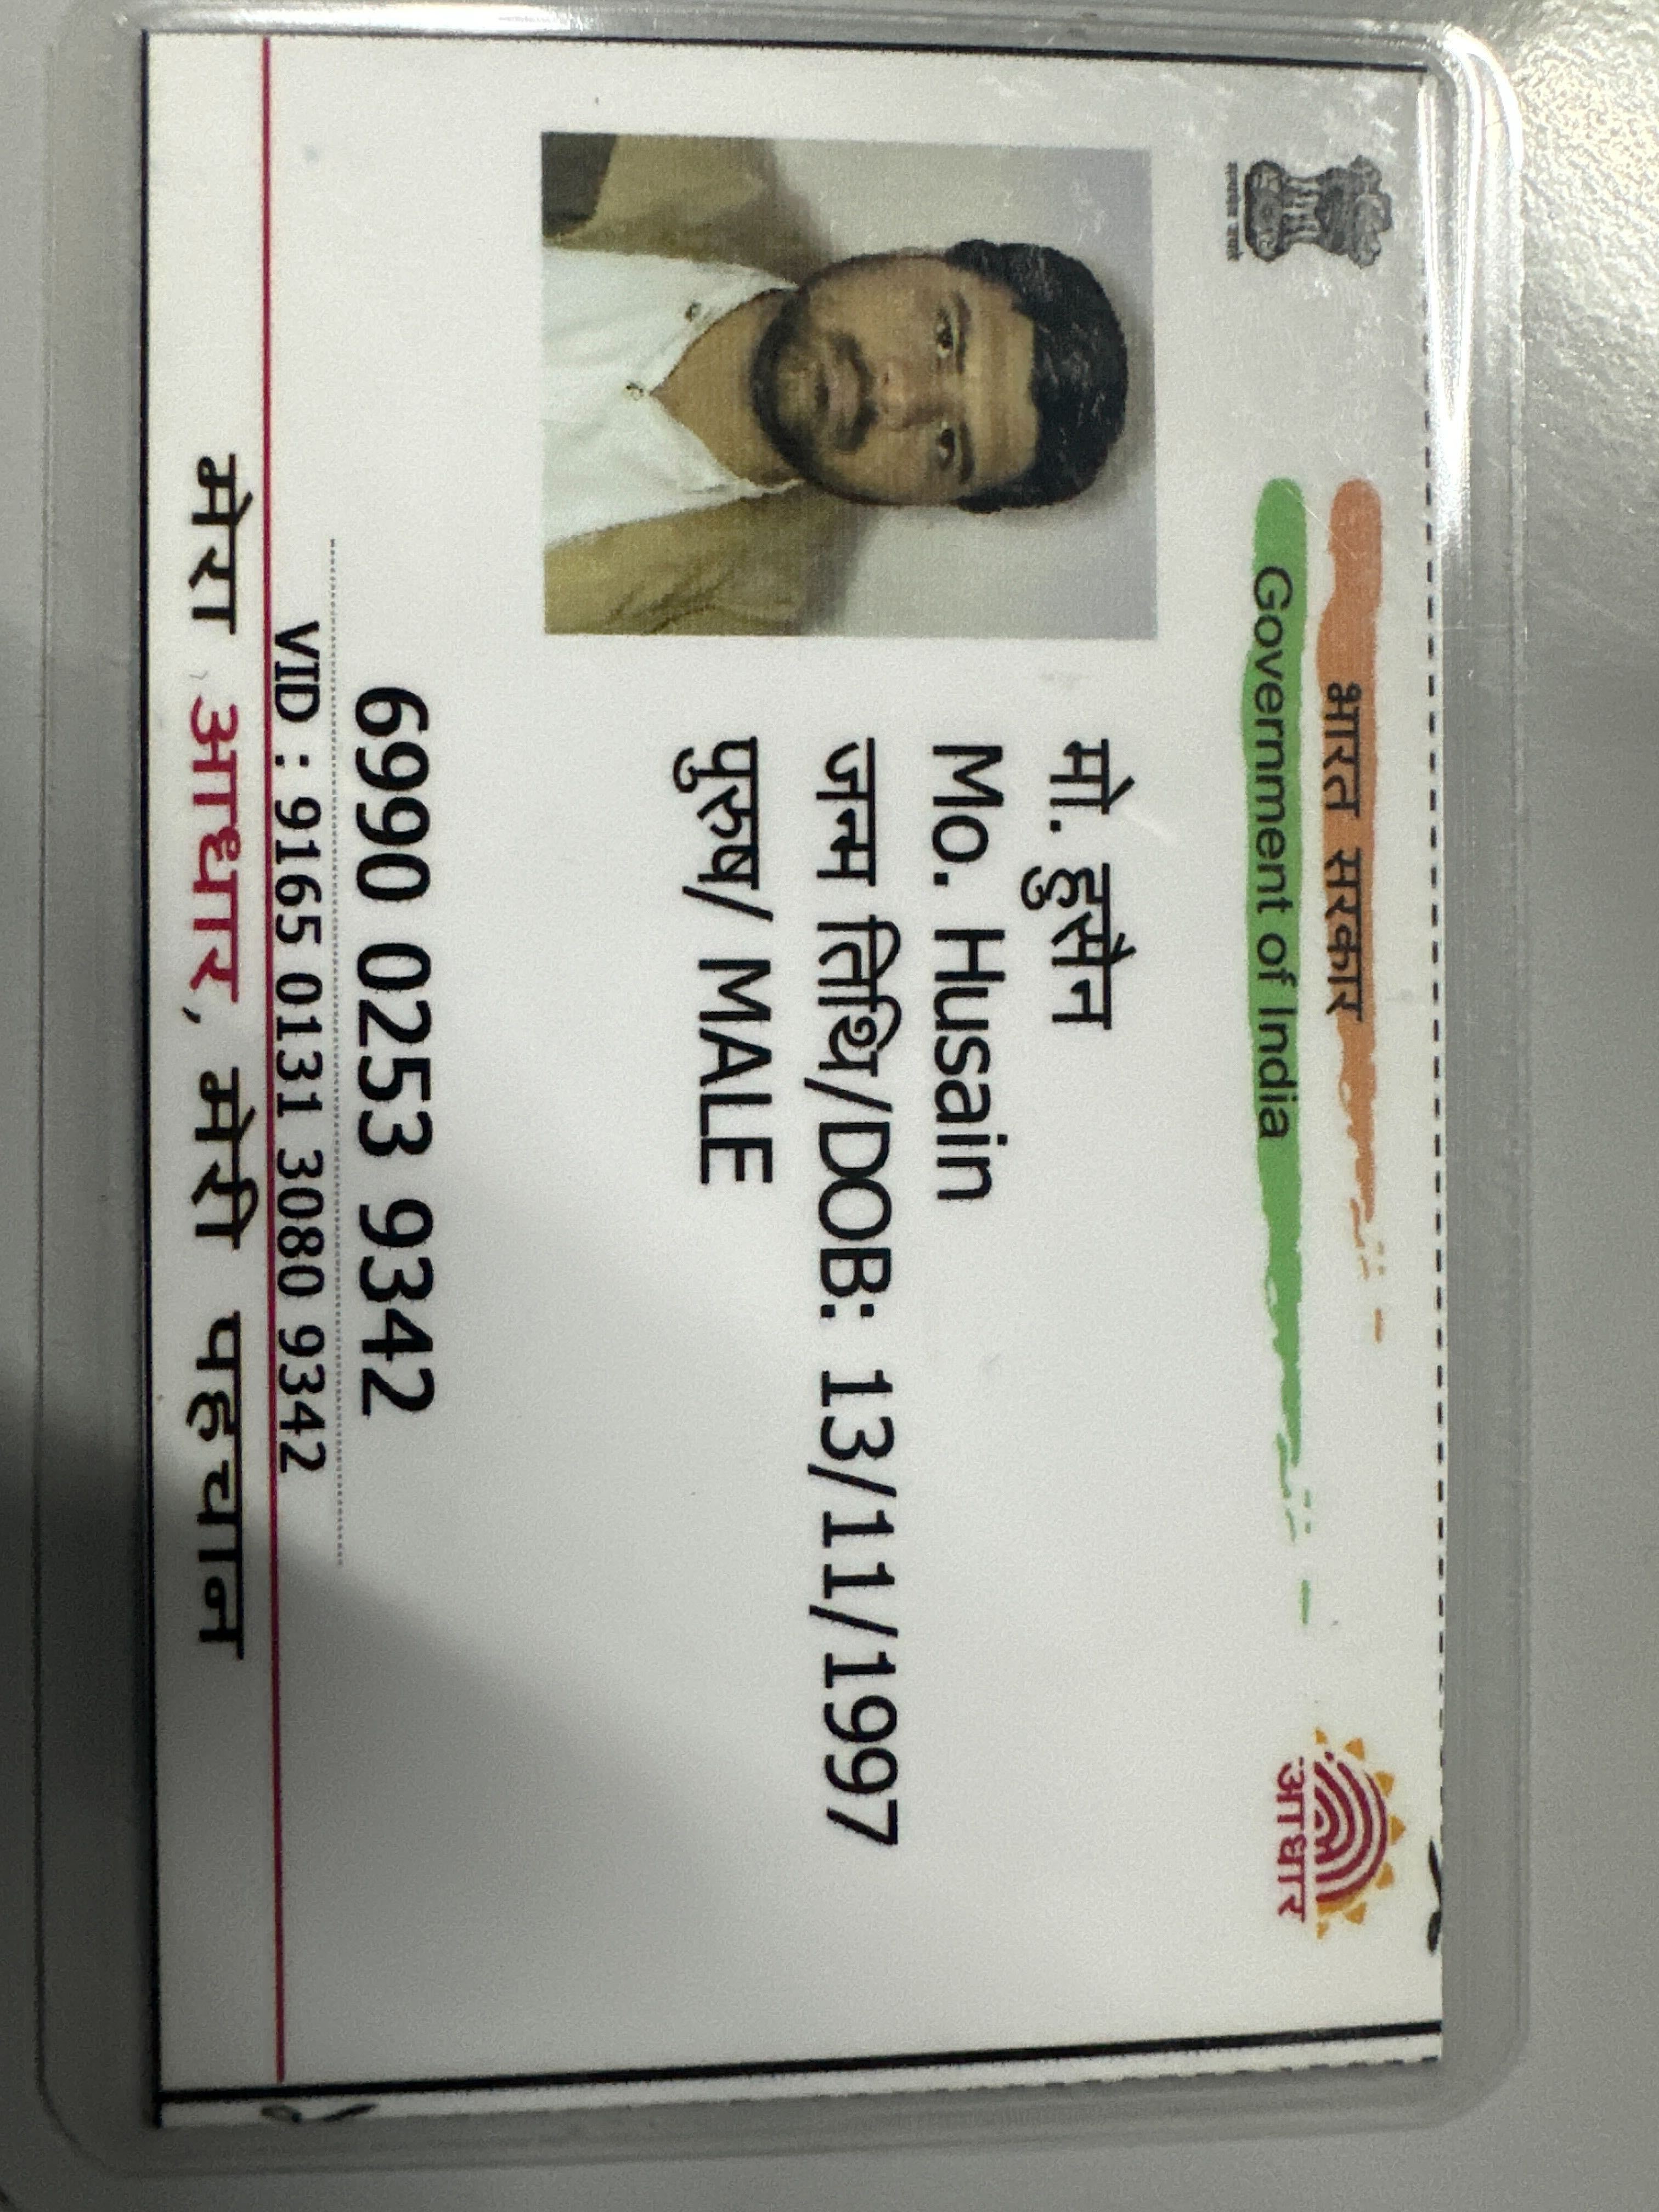 भारत सरकार
Government of India
आधार
सत्यमेव जयते
मो. हुसैन
Mo. Husain
जन्म तिथि/DOB: 13/11/1997
पुरुष/ MALE
6990 0253 9342
VID : 9165 0131 3080 9342
मेरा आधार, मेरी पहचान